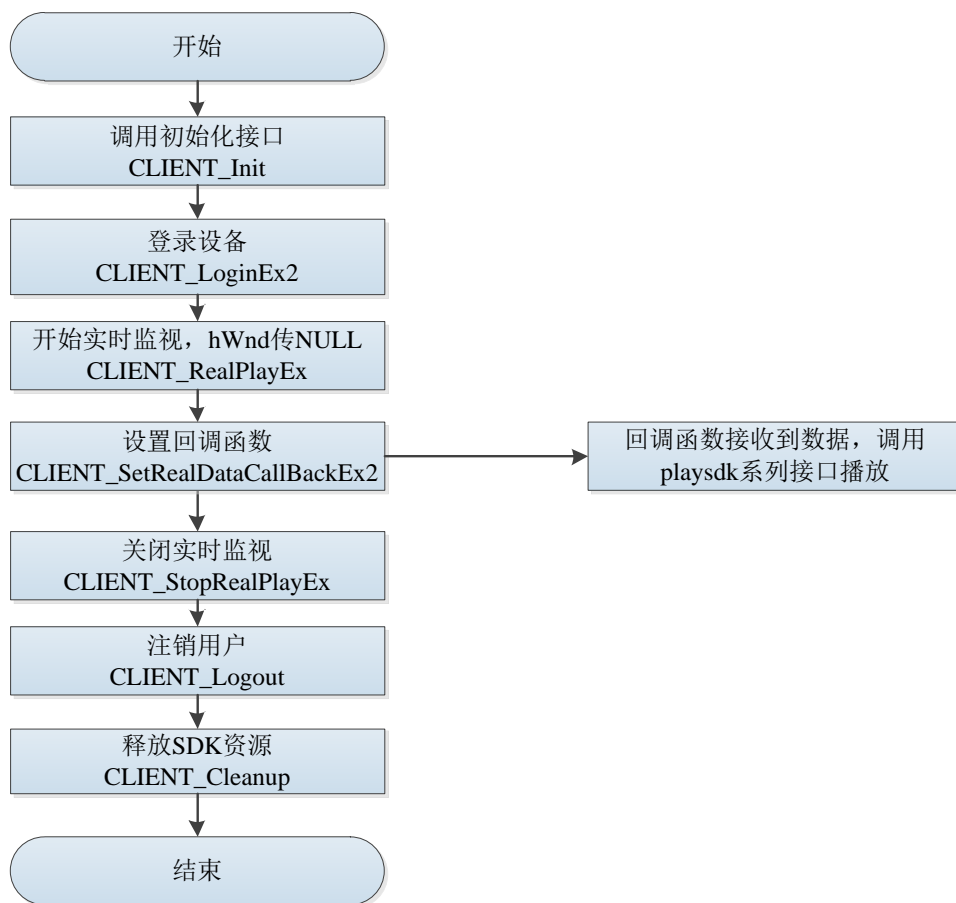 开始
调用初始化接口
CLIENT_Init
登录设备
CLIENT_LoginEx2
开始实时监视，hWnd传NULL
CLIENT_RealPlayEx
设置回调函数
CLIENT_SetRealDataCallBackEx2
回调函数接收到数据，调用
playsdk系列接口播放
关闭实时监视
CLIENT_StopRealPlayEx
注销用户
CLIENT_Logout
释放SDK资源
CLIENT_Cleanup
结束